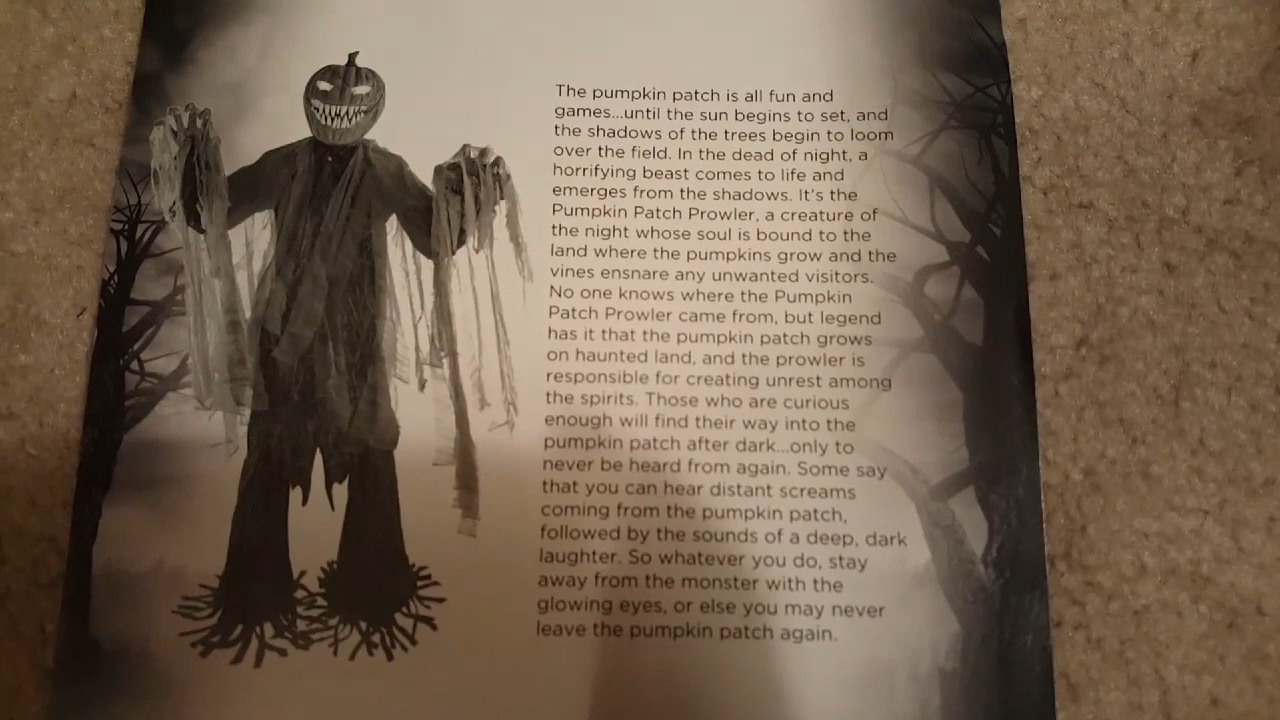 The pumpkin patch is all fun and
games...until the sun begins to set, and
the shadows of the trees begin to loom
over the field. In the dead of night, a
horrifying beast comes to life and
emerges from the shadows. It's the
Pumpkin Patch Prowler, a creature of
the night whose soul is bound to the
land where the pumpkins grow and the
vines ensnare any unwanted visitors.
No one knows where the Pumpkin
Patch Prowler came from, but legend
has it that the pumpkin patch grows
on haunted land, and the prowler is
responsible for creating unrest among
the spirits. Those who are curious
enough will find their way into the
pumpkin patch after dark...only to
never be heard from again. Some say
that you can hear distant screams
coming from the pumpkin patch,
followed by the sounds of a deep, dark
laughter. So whatever you do, stay
away from the monster with the
glowing eyes, or else you may never
leave the pumpkin patch again.